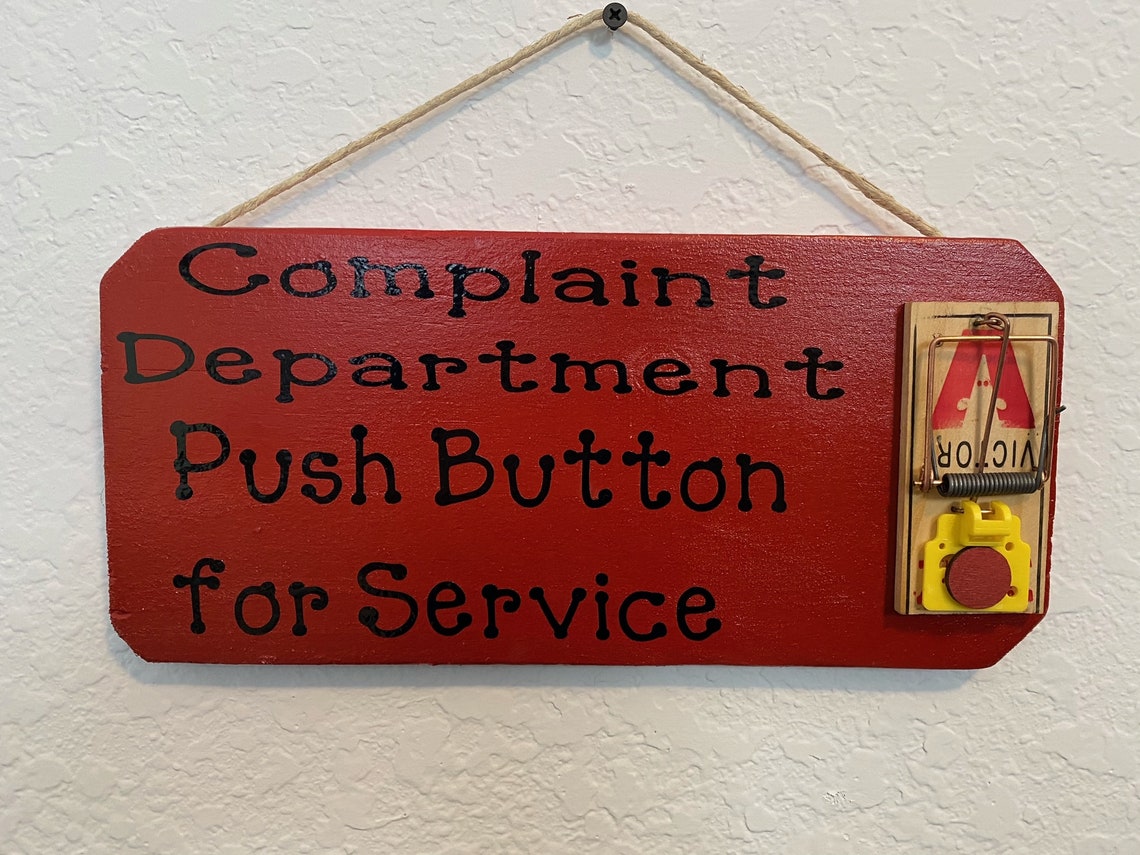 Complaint
Department
Push Button
for Service
VICTOR